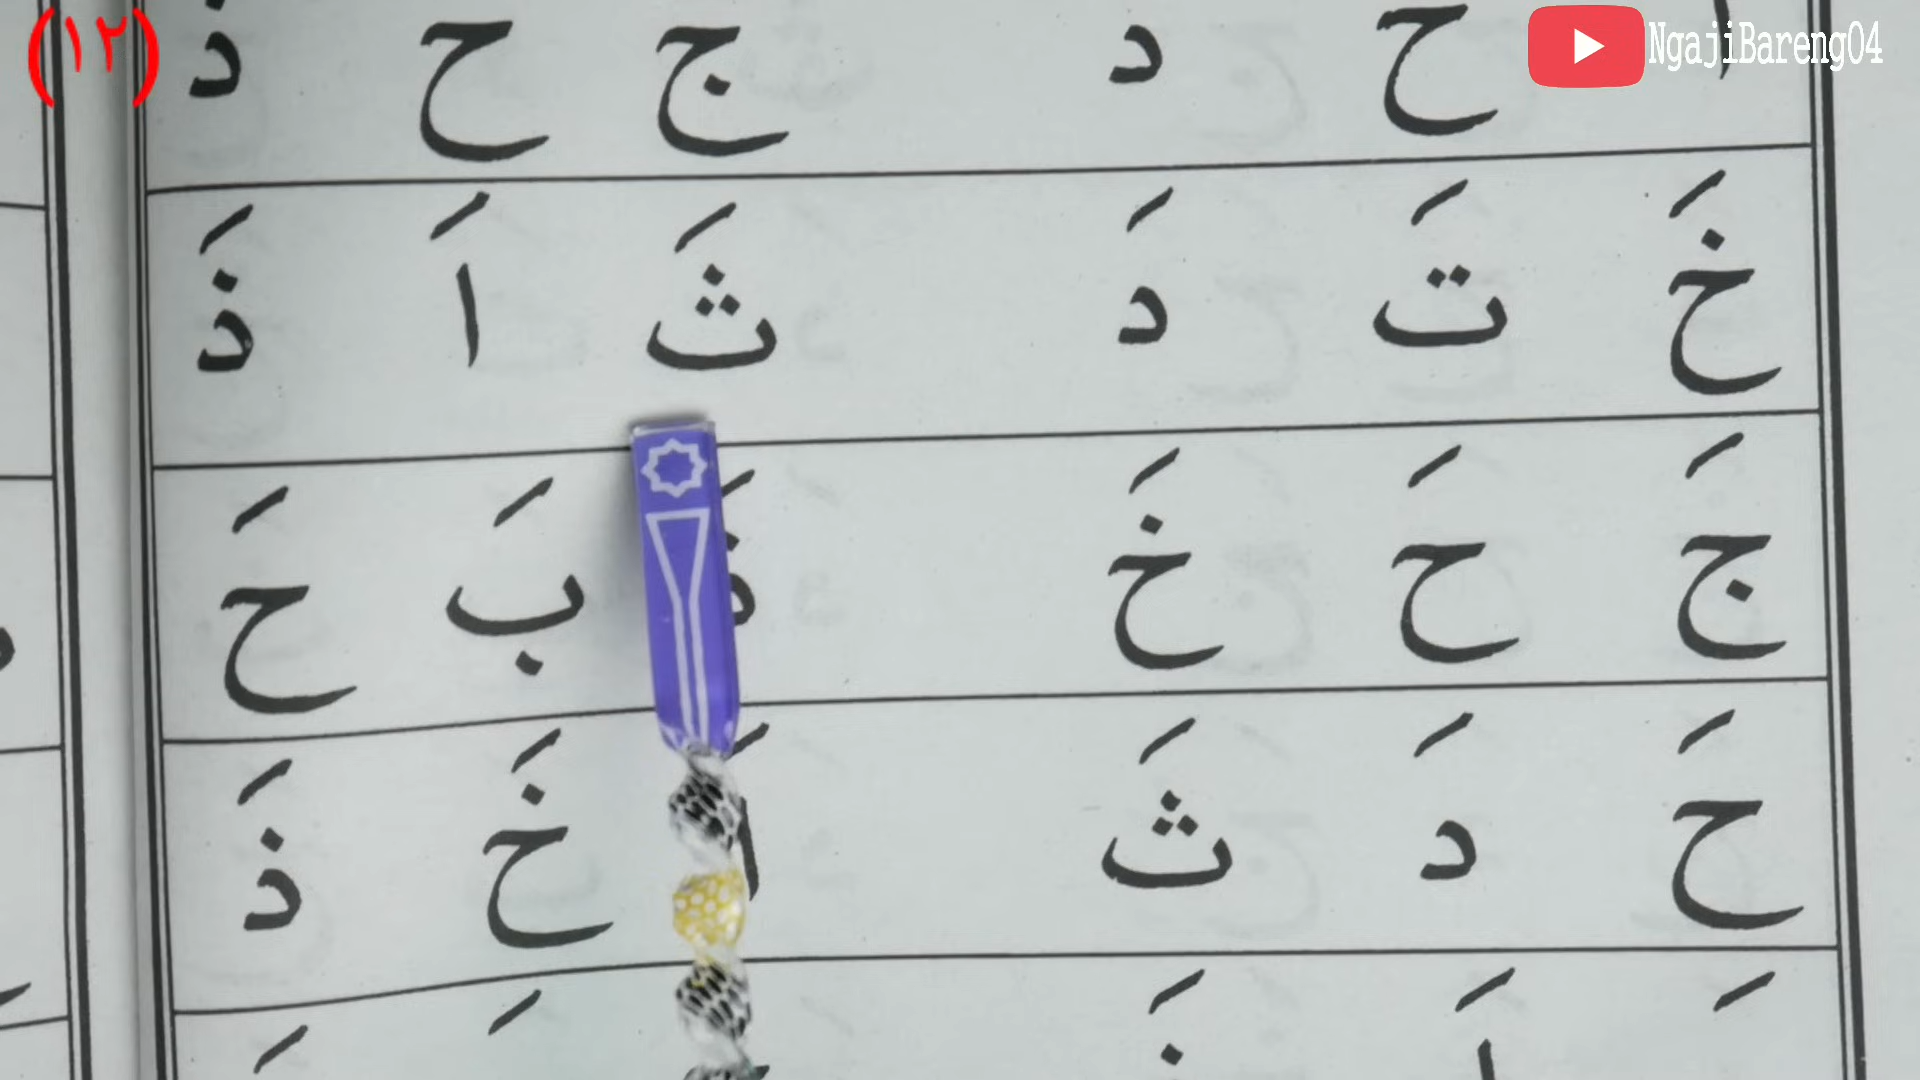 (١٢)
NgajiBareng04
ا ح د ج ح ذ
خَ تَ دَ ثَ اَ ذَ
جَ حَ خَ بَ حَ
حَ دَ ثَ اَ خَ ذَ